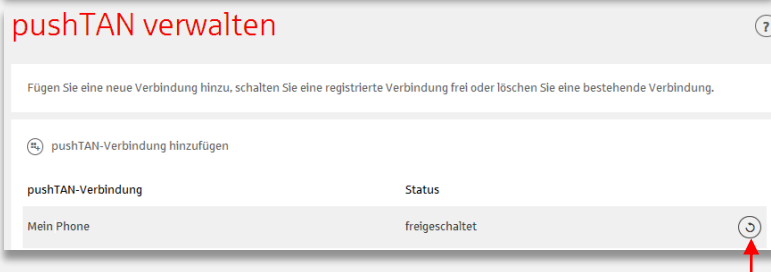 pushTAN verwalten
?
Fügen Sie eine neue Verbindung hinzu, schalten Sie eine registrierte Verbindung frei oder löschen Sie eine bestehende Verbindung.
pushTAN-Verbindung hinzufügen
pushTAN-Verbindung Status
Mein Phone freigeschaltet